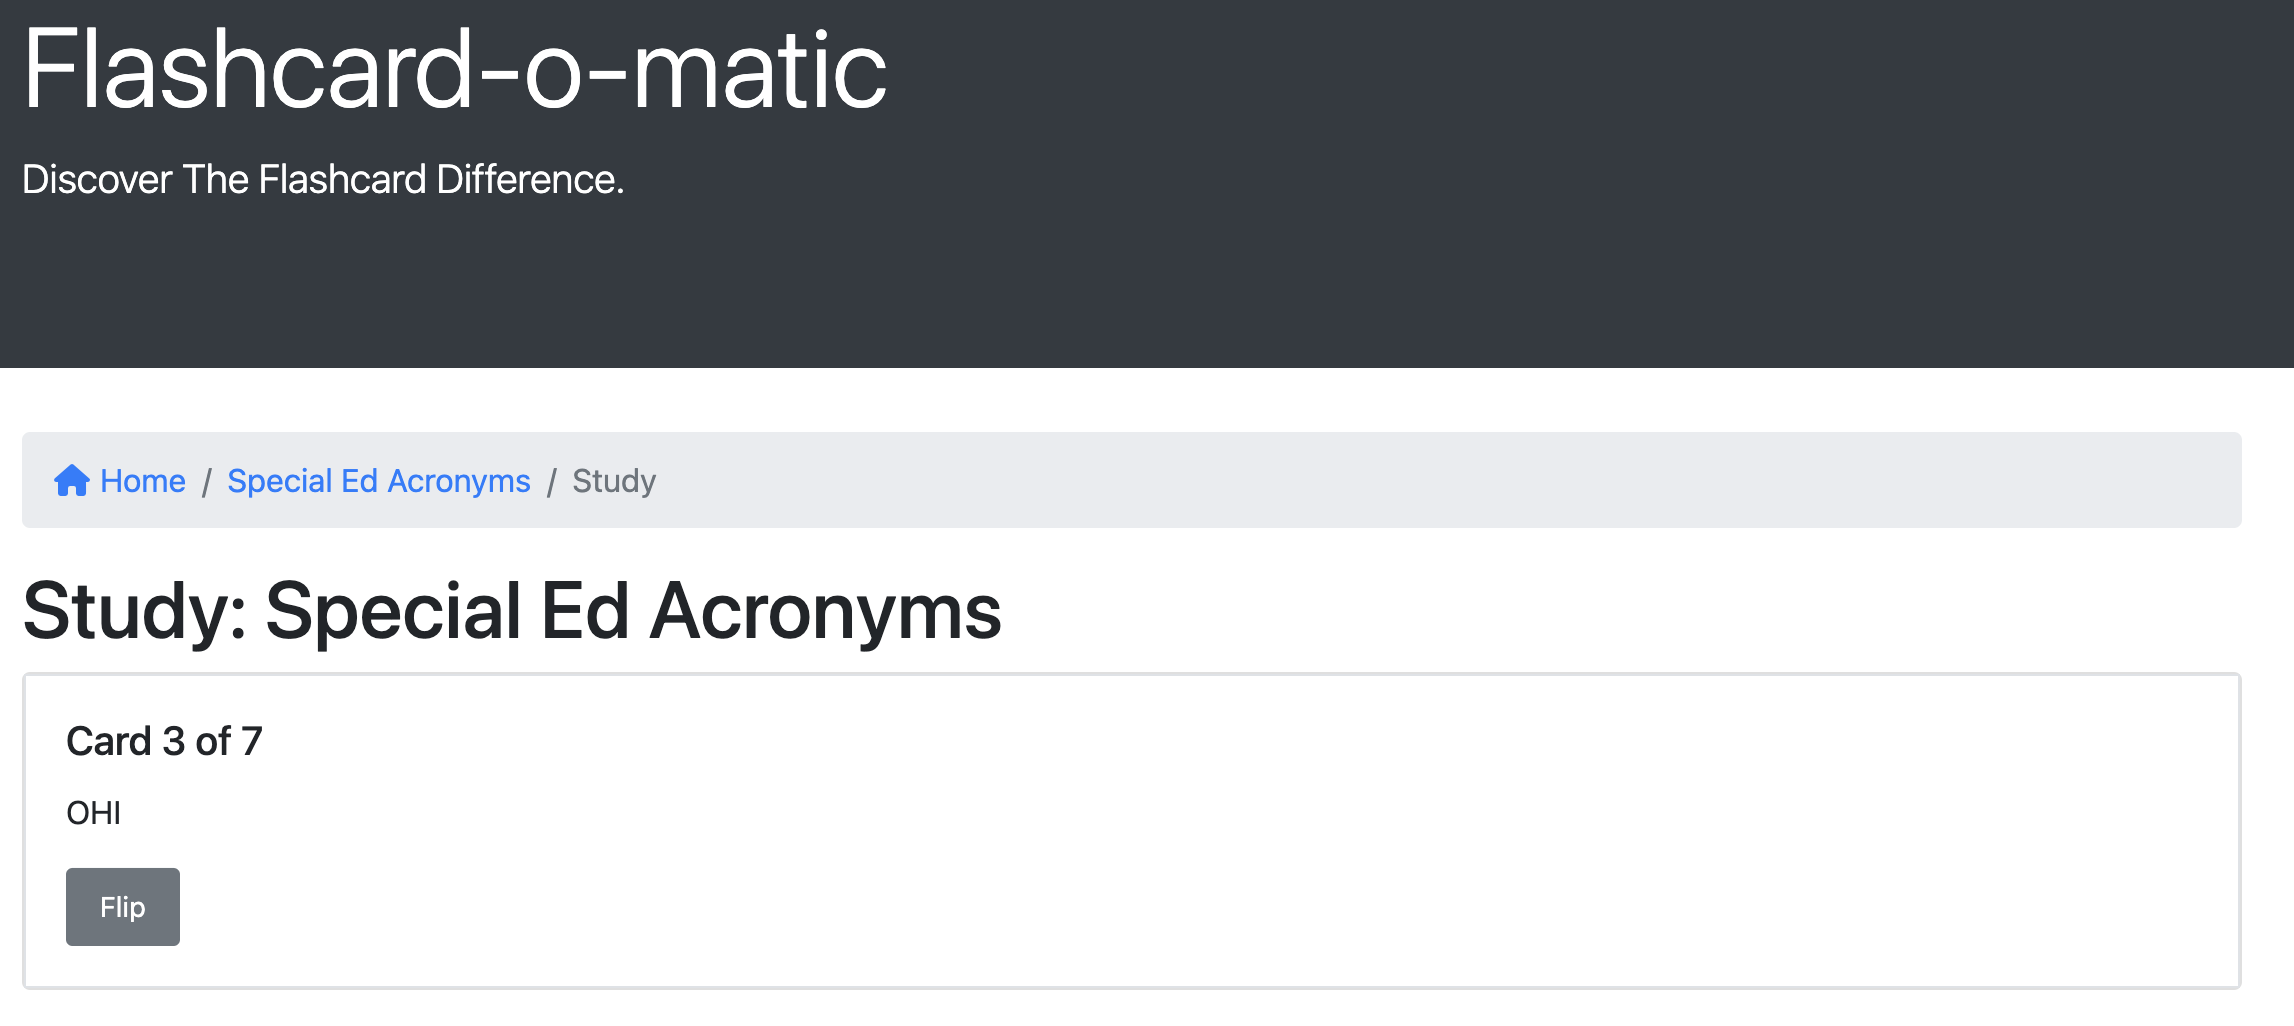 Flashcard-o-matic
Discover The Flashcard Difference.
Home / Special Ed Acronyms / Study
Study: Special Ed Acronyms
Card 3 of 7
OHI
Flip